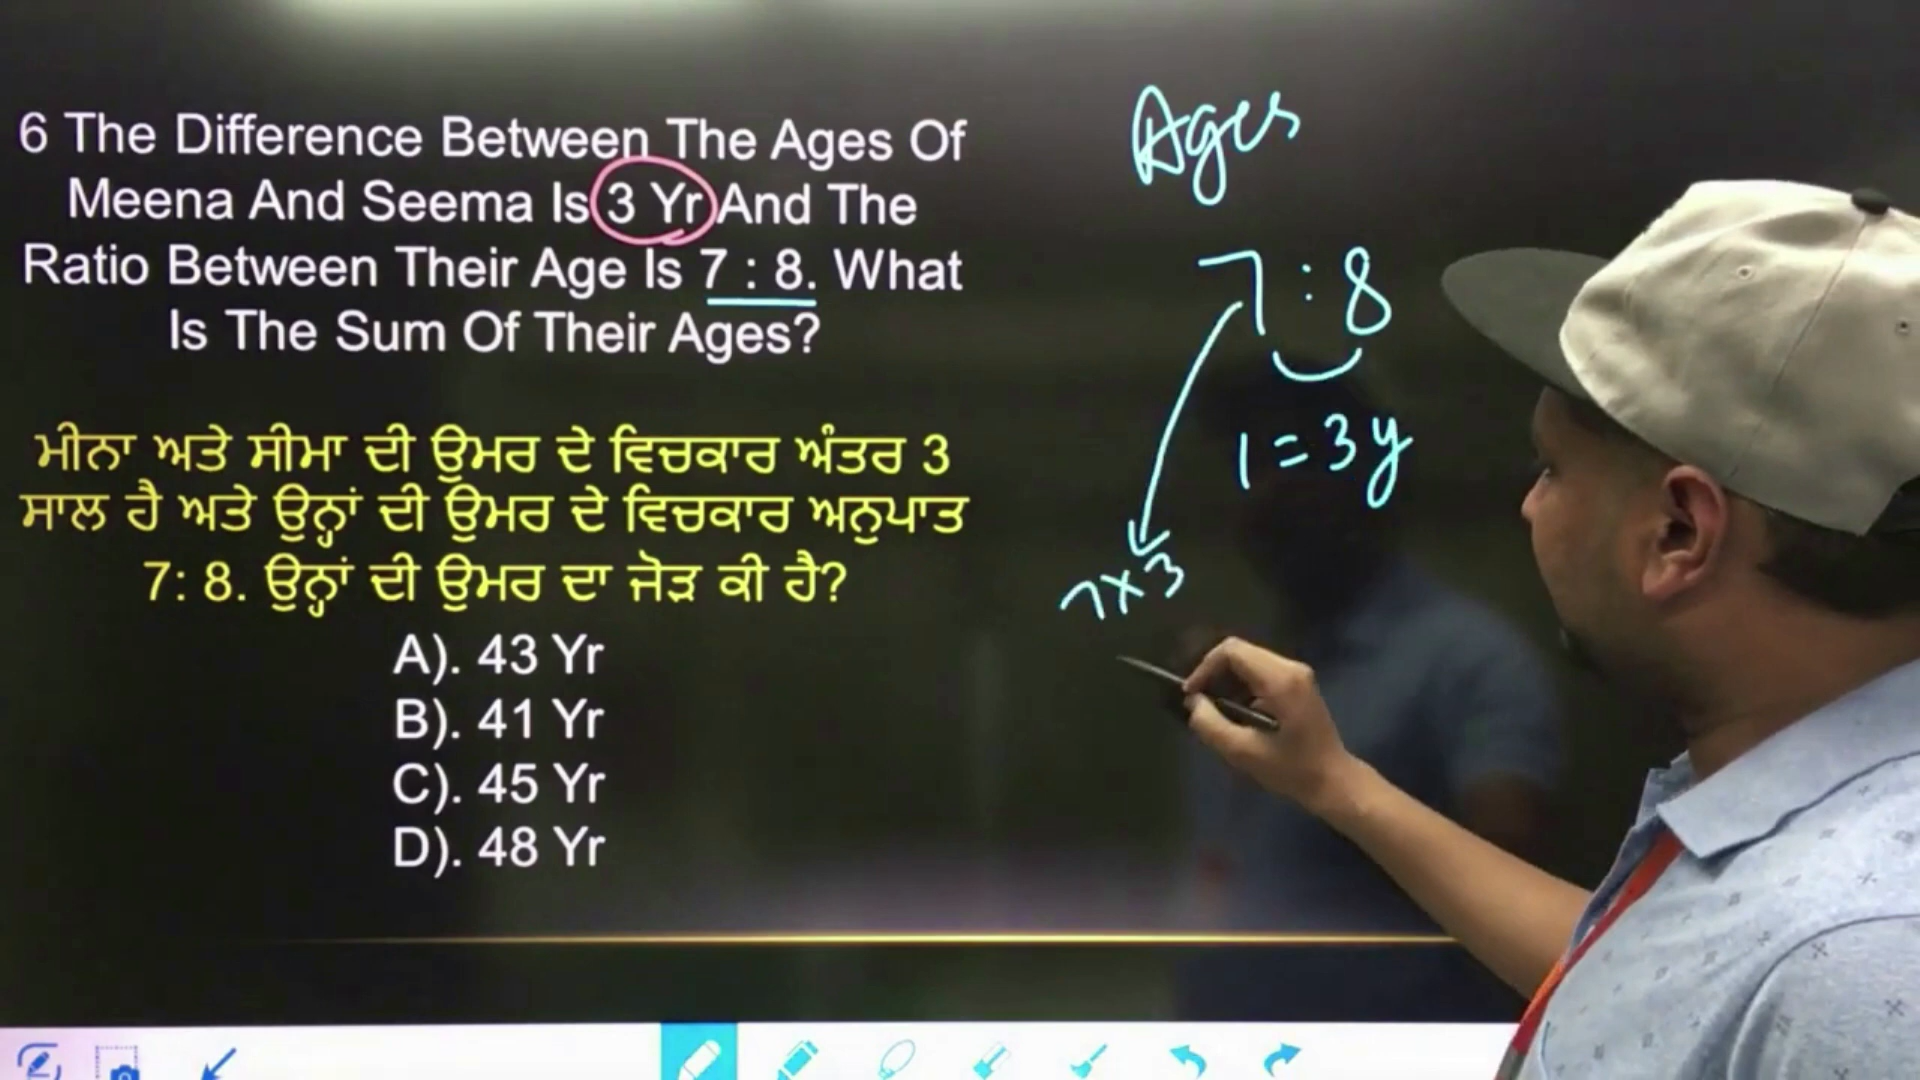 6 The Difference Between The Ages Of
Meena And Seema Is 3 Yr And The
Ratio Between Their Age Is 7 : 8. What
Is The Sum Of Their Ages?
ਮੀਨਾ ਅਤੇ ਸੀਮਾ ਦੀ ਉਮਰ ਦੇ ਵਿਚਕਾਰ ਅੰਤਰ 3
ਸਾਲ ਹੈ ਅਤੇ ਉਨ੍ਹਾਂ ਦੀ ਉਮਰ ਦੇ ਵਿਚਕਾਰ ਅਨੁਪਾਤ
7: 8. ਉਨ੍ਹਾਂ ਦੀ ਉਮਰ ਦਾ ਜੋੜ ਕੀ ਹੈ?
A). 43 Yr
B). 41 Yr
C). 45 Yr
D). 48 Yr
Ages
7 : 8
1 = 3y
7x3